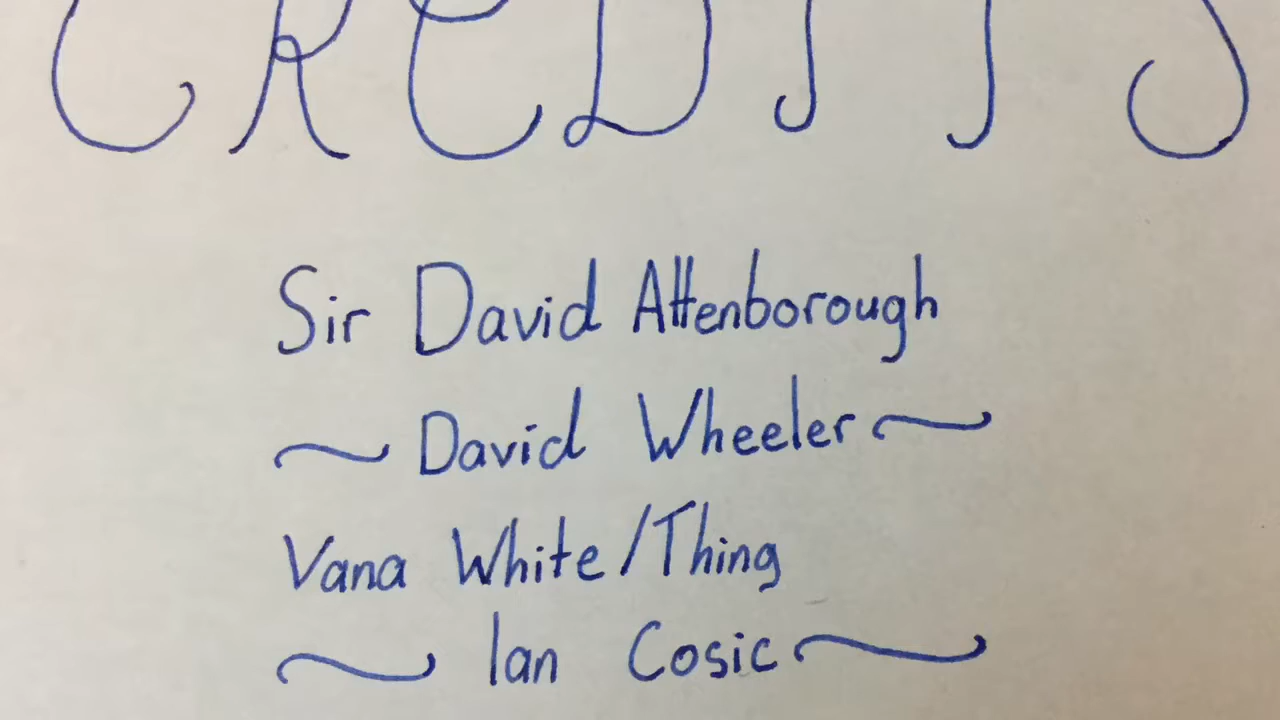 CREDITS
Sir David Attenborough
~ David Wheeler ~
Vana White/Thing
~ Ian Cosic ~